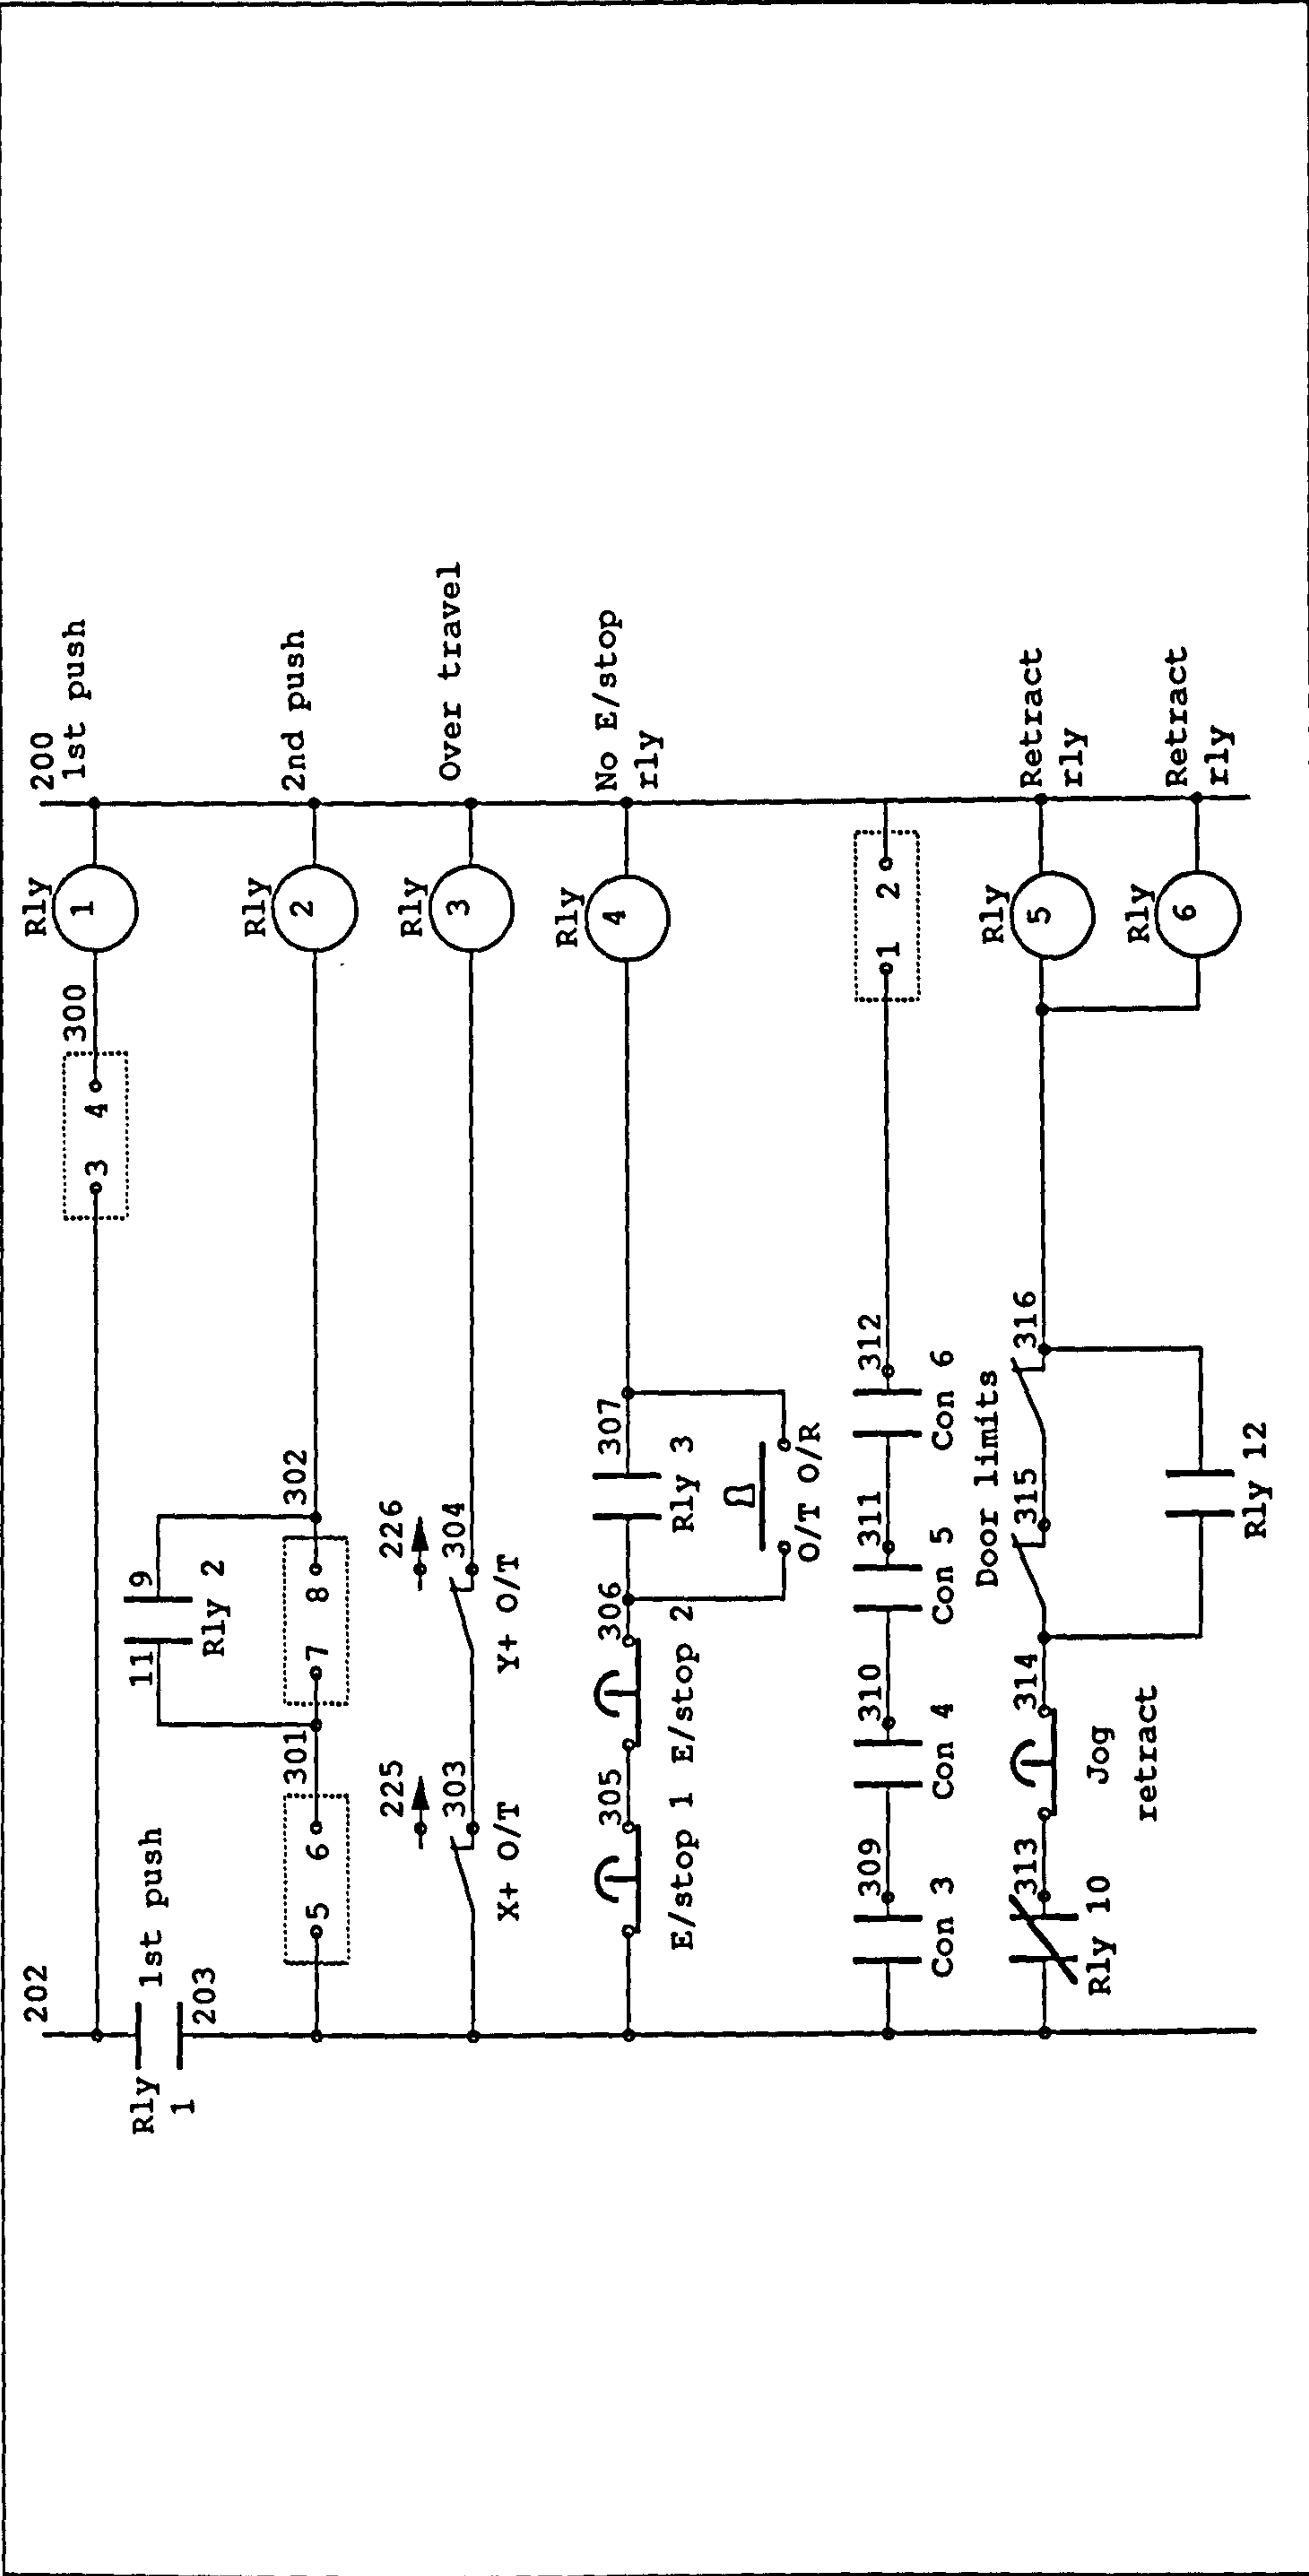 202
200
1st push
Rly
1
300
3 4
Rly
1
1st push
203
11
9
Rly 2
2nd push
Rly
2
302
301
5 6
7 8
225
226
Over travel
Rly
3
303
304
X+ O/T
Y+ O/T
No E/stop
rly
Rly
4
305
306
307
E/stop 1
E/stop 2
Rly 3
O/T O/R
309
310
311
312
1 2
Con 3
Con 4
Con 5
Con 6
Door limits
Retract
rly
Rly
5
313
314
315
316
Rly 10
Jog
retract
Retract
rly
Rly
6
Rly 12